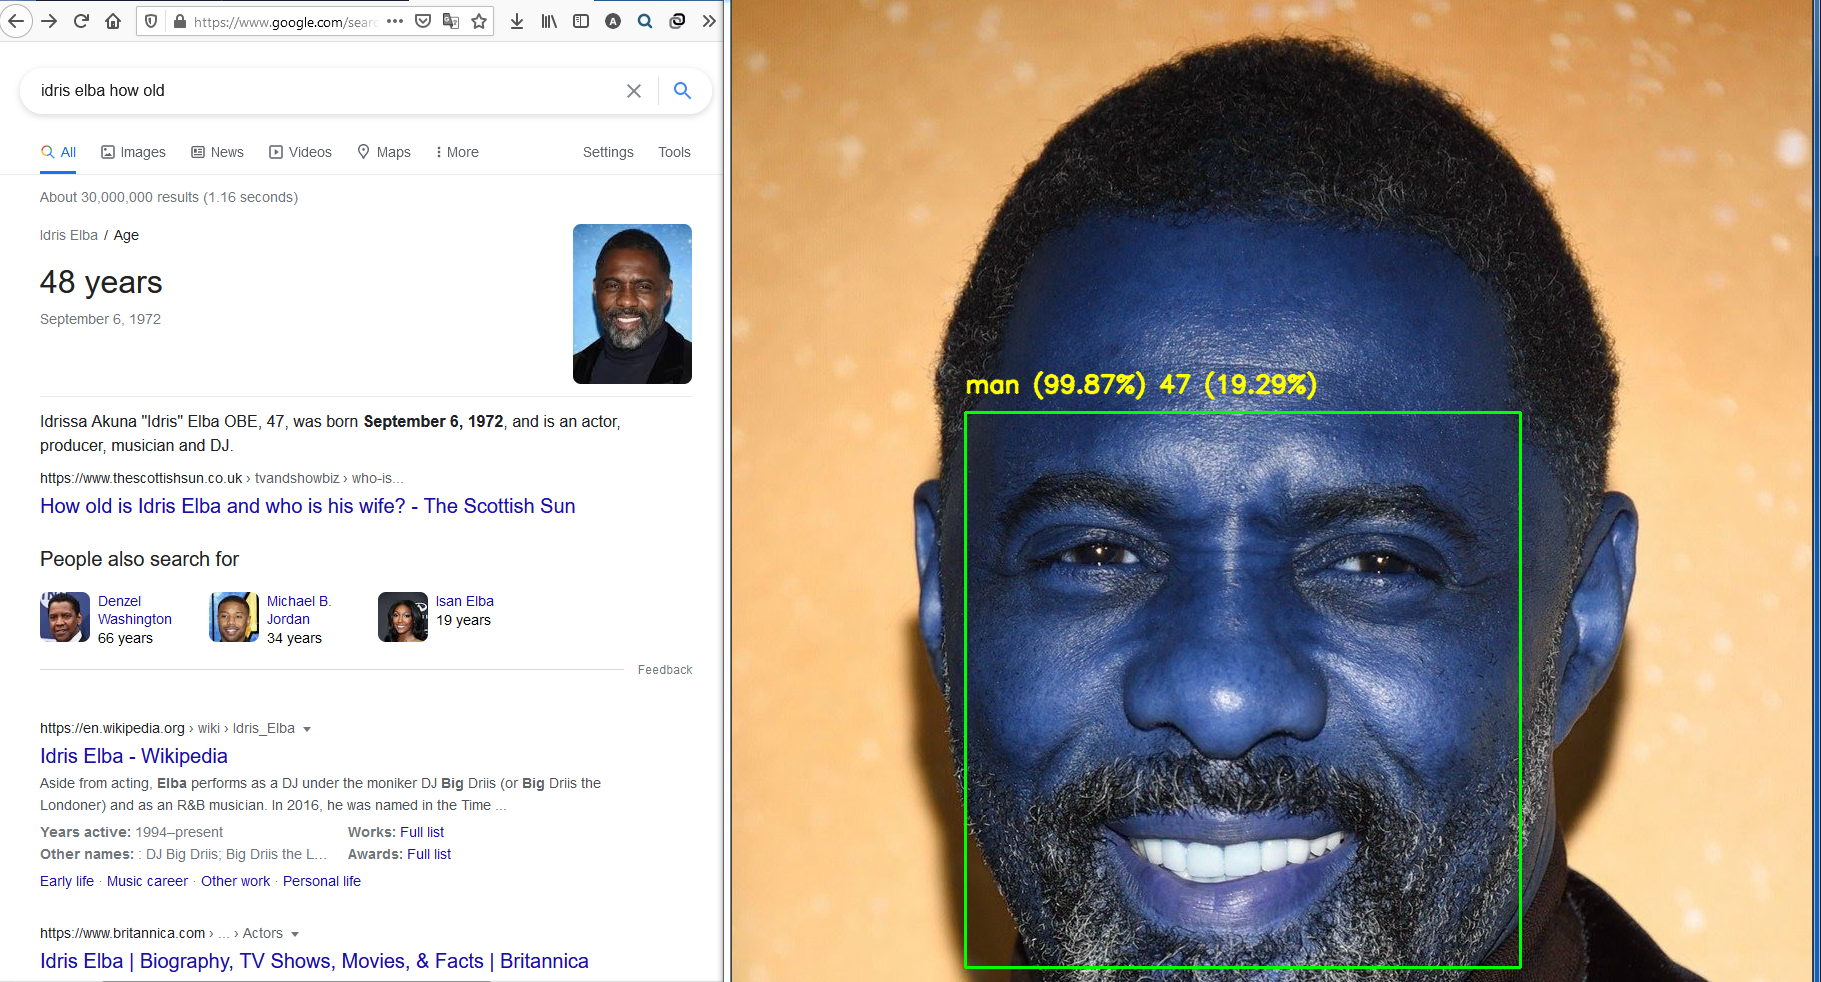 https://www.google.com/searc
idris elba how old
All Images News Videos Maps More Settings Tools
About 30,000,000 results (1.16 seconds)
Idris Elba / Age
48 years
September 6, 1972
Idrissa Akuna "Idris" Elba OBE, 47, was born September 6, 1972, and is an actor,
producer, musician and DJ.
https://www.thescottishsun.co.uk › tvandshowbiz › who-is...
How old is Idris Elba and who is his wife? - The Scottish Sun
People also search for
Denzel
Washington
66 years
Michael B.
Jordan
34 years
Isan Elba
19 years
Feedback
https://en.wikipedia.org › wiki › Idris_Elba
Idris Elba - Wikipedia
Aside from acting, Elba performs as a DJ under the moniker DJ Big Driis (or Big Driis the
Londoner) and as an R&B musician. In 2016, he was named in the Time ...
Years active: 1994–present Works: Full list
Other names: : DJ Big Driis; Big Driis the L... Awards: Full list
Early life · Music career · Other work · Personal life
https://www.britannica.com › ... › Actors
Idris Elba | Biography, TV Shows, Movies, & Facts | Britannica
man (99.87%) 47 (19.29%)